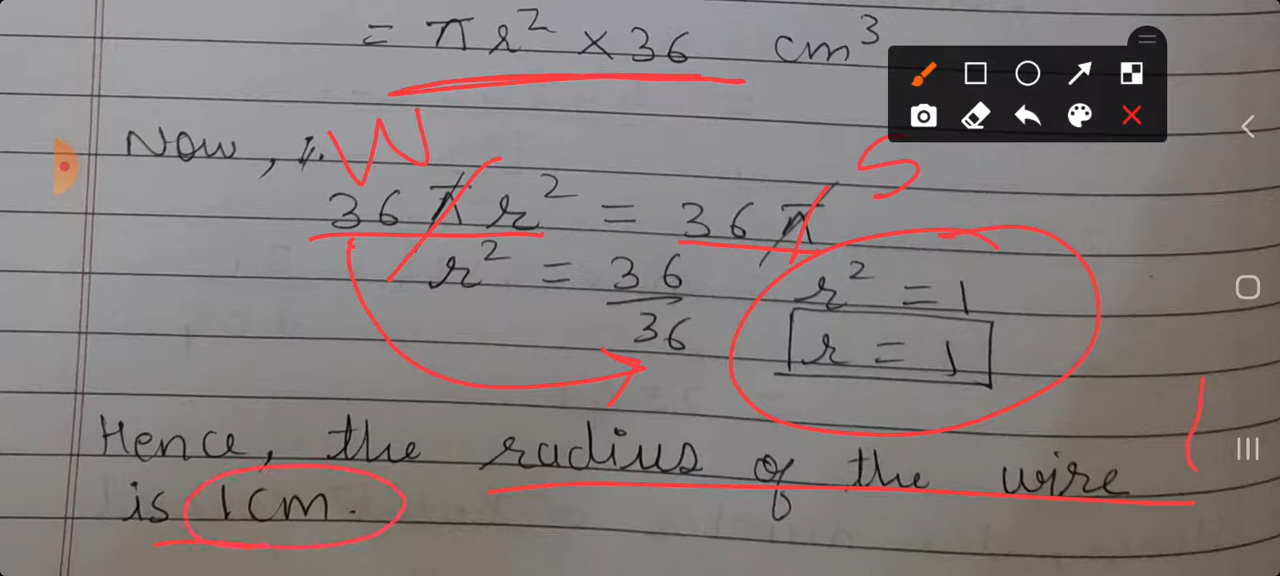 = πr² × 36 cm³
W S
Now,
36πr² = 36π
r² = 36/36 r² = 1
r = 1
Hence, the radius of the wire
is 1cm.